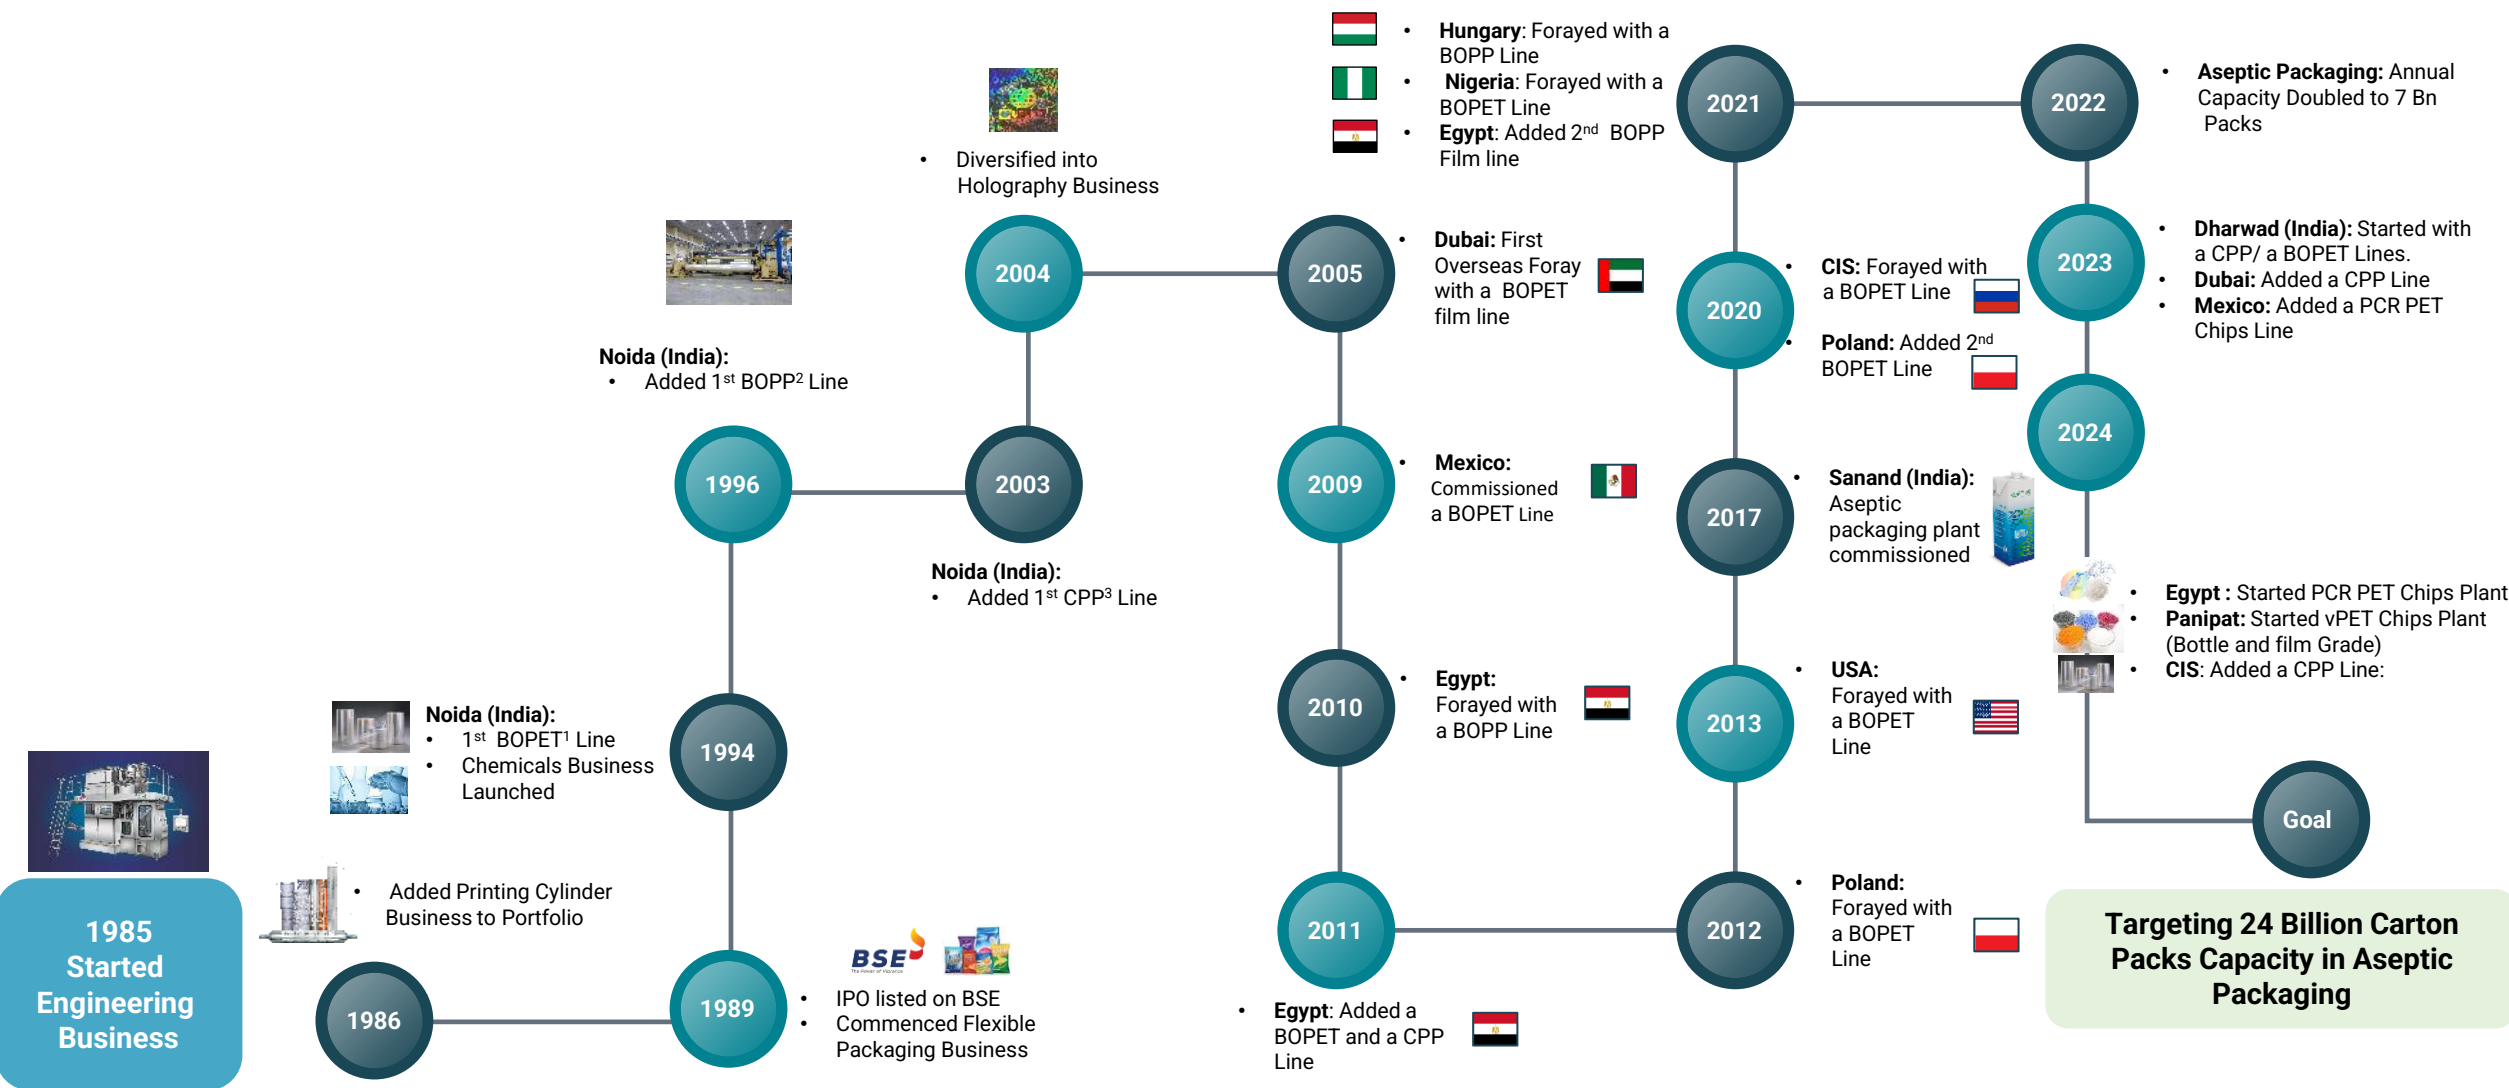 1985
Started
Engineering
Business
• Added Printing Cylinder
Business to Portfolio
1986
1989
BSE
The Power of Vibrance
• IPO listed on BSE
• Commenced Flexible
Packaging Business
Noida (India):
• 1st BOPET1 Line
• Chemicals Business
Launched
1994
Noida (India):
• Added 1st BOPP2 Line
1996
2003
Noida (India):
• Added 1st CPP3 Line
• Diversified into
Holography Business
2004
2005
• Dubai: First
Overseas Foray
with a BOPET
film line
2009
• Mexico:
Commissioned
a BOPET Line
2010
• Egypt:
Forayed with
a BOPP Line
2011
• Egypt: Added a
BOPET and a CPP
Line
2012
• Poland:
Forayed with
a BOPET
Line
2013
• USA:
Forayed with
a BOPET
Line
2017
• Sanand (India):
Aseptic
packaging plant
commissioned
2020
• CIS: Forayed with
a BOPET Line
• Poland: Added 2nd
BOPET Line
2021
• Hungary: Forayed with a
BOPP Line
• Nigeria: Forayed with a
BOPET Line
• Egypt: Added 2nd BOPP
Film line
2022
• Aseptic Packaging: Annual
Capacity Doubled to 7 Bn
Packs
2023
• Dharwad (India): Started with
a CPP/ a BOPET Lines.
• Dubai: Added a CPP Line
• Mexico: Added a PCR PET
Chips Line
2024
• Egypt : Started PCR PET Chips Plant
• Panipat: Started vPET Chips Plant
(Bottle and film Grade)
• CIS: Added a CPP Line:
Goal
Targeting 24 Billion Carton
Packs Capacity in Aseptic
Packaging